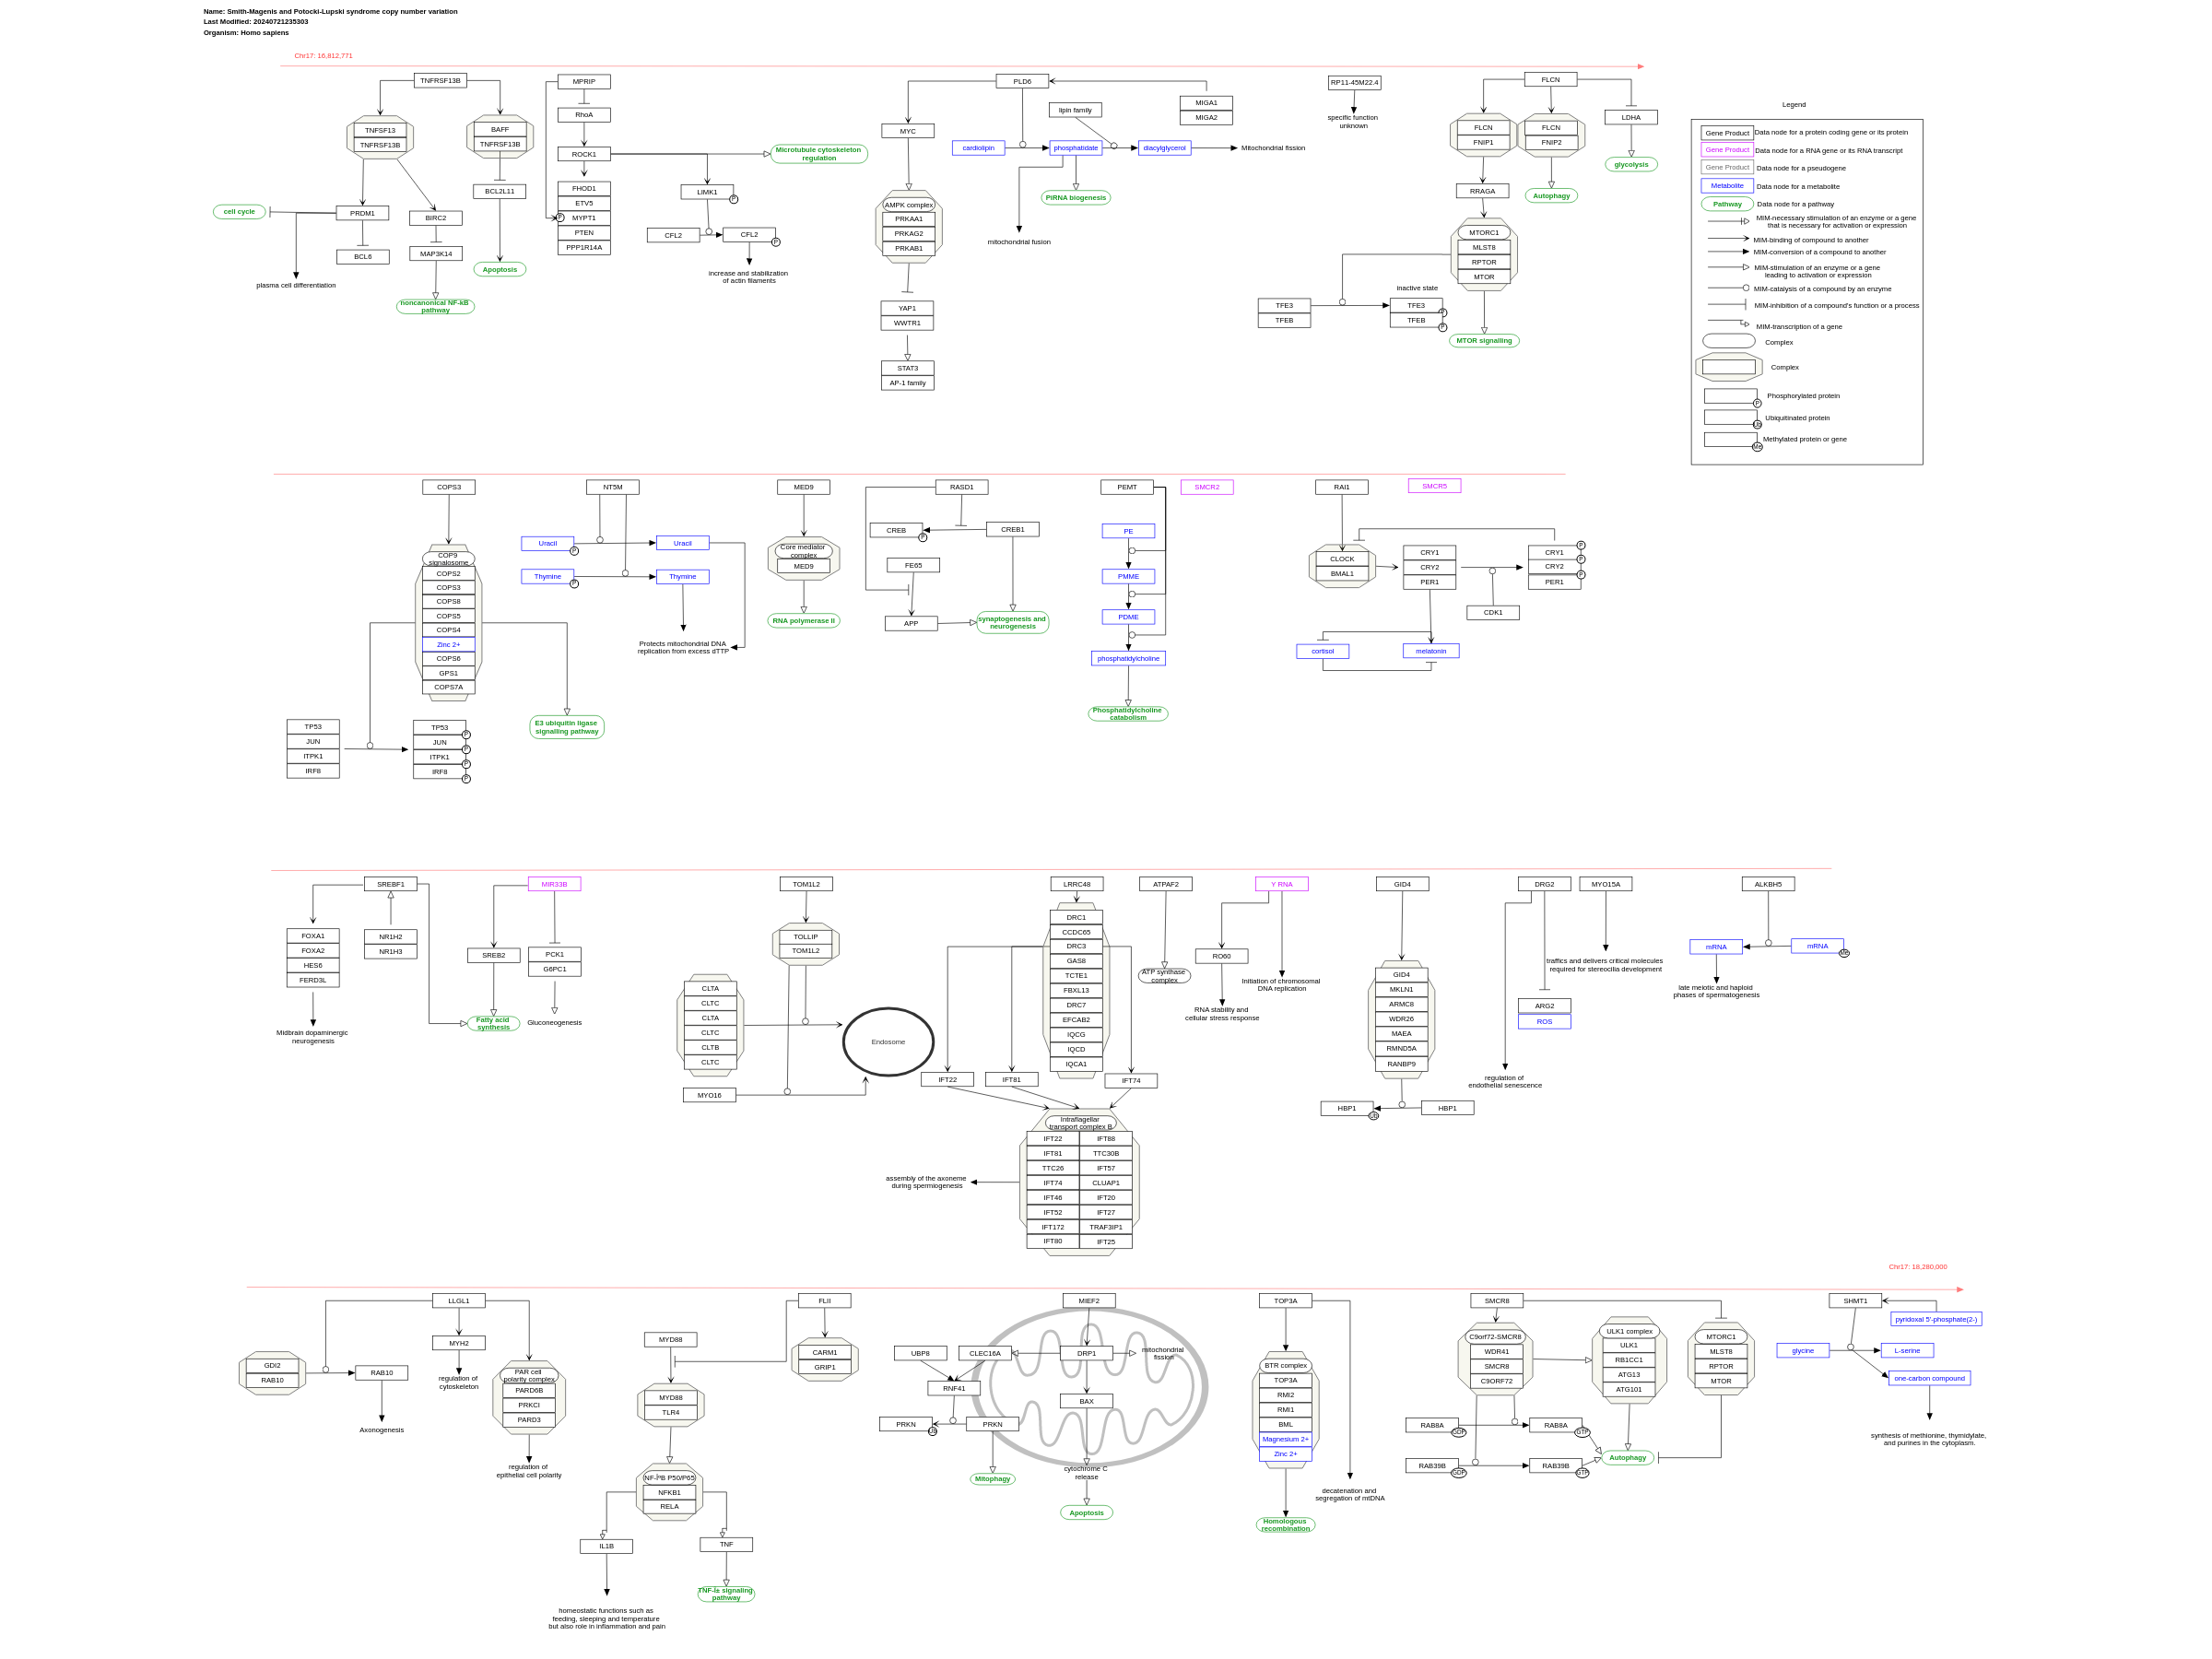 Name: Smith-Magenis and Potocki-Lupski syndrome copy number variation
Last Modified: 20240721235303
Organism: Homo sapiens
Chr17: 16,812,771
TNFRSF13B
TNFSF13
TNFRSF13B
BAFF
TNFRSF13B
BCL2L11
cell cycle
PRDM1
BIRC2
BCL6
MAP3K14
Apoptosis
plasma cell differentiation
noncanonical NF-kB
pathway
MPRIP
RhoA
ROCK1
FHOD1
ETV5
P
MYPT1
PTEN
PPP1R14A
Microtubule cytoskeleton
regulation
LIMK1
P
CFL2
CFL2
P
increase and stabilization
of actin filaments
PLD6
MYC
lipin family
MIGA1
MIGA2
cardiolipin
phosphatidate
diacylglycerol
Mitochondrial fission
PiRNA biogenesis
mitochondrial fusion
AMPK complex
PRKAA1
PRKAG2
PRKAB1
YAP1
WWTR1
STAT3
AP-1 family
RP11-45M22.4
specific function
unknown
FLCN
FLCN
FNIP1
FLCN
FNIP2
LDHA
glycolysis
RRAGA
Autophagy
MTORC1
MLST8
RPTOR
MTOR
inactive state
TFE3
TFEB
TFE3
P
TFEB
P
MTOR signalling
Legend
Gene Product
Data node for a protein coding gene or its protein
Gene Product
Data node for a RNA gene or its RNA transcript
Gene Product
Data node for a pseudogene
Metabolite
Data node for a metabolite
Pathway
Data node for a pathway
MIM-necessary stimulation of an enzyme or a gene
that is necessary for activation or expression
MIM-binding of compound to another
MIM-conversion of a compound to another
MIM-stimulation of an enzyme or a gene
leading to activation or expression
MIM-catalysis of a compound by an enzyme
MIM-inhibition of a compound's function or a process
MIM-transcription of a gene
Complex
Complex
Phosphorylated protein
P
Ubiquitinated protein
Ub
Methylated protein or gene
Me
COPS3
COP9
signalosome
COPS2
COPS3
COPS8
COPS5
COPS4
Zinc 2+
COPS6
GPS1
COPS7A
TP53
JUN
ITPK1
IRF8
TP53
P
JUN
P
ITPK1
P
IRF8
P
E3 ubiquitin ligase
signalling pathway
NT5M
Uracil
P
Uracil
Thymine
P
Thymine
Protects mitochondrial DNA
replication from excess dTTP
MED9
Core mediator
complex
MED9
RNA polymerase II
RASD1
CREB
P
CREB1
FE65
APP
synaptogenesis and
neurogenesis
PEMT
PE
PMME
PDME
phosphatidylcholine
Phosphatidylcholine
catabolism
SMCR2
RAI1
SMCR5
CLOCK
BMAL1
CRY1
CRY2
PER1
CRY1
P
CRY2
P
PER1
P
CDK1
cortisol
melatonin
SREBF1
MIR33B
FOXA1
FOXA2
HES6
FERD3L
NR1H2
NR1H3
SREB2
PCK1
G6PC1
Midbrain dopaminergic
neurogenesis
Fatty acid
synthesis
Gluconeogenesis
TOM1L2
TOLLIP
TOM1L2
CLTA
CLTC
CLTA
CLTC
CLTB
CLTC
MYO16
Endosome
LRRC48
DRC1
CCDC65
DRC3
GAS8
TCTE1
FBXL13
DRC7
EFCAB2
IQCG
IQCD
IQCA1
IFT22
IFT81
IFT74
Intraflagellar
transport complex B
IFT22
IFT88
IFT81
TTC30B
TTC26
IFT57
IFT74
CLUAP1
IFT46
IFT20
IFT52
IFT27
IFT172
TRAF3IP1
IFT80
IFT25
assembly of the axoneme
during spermiogenesis
ATPAF2
ATP synthase
complex
Y RNA
RO60
Initiation of chromosomal
DNA replication
RNA stability and
cellular stress response
GID4
GID4
MKLN1
ARMC8
WDR26
MAEA
RMND5A
RANBP9
HBP1
Ub
HBP1
DRG2
MYO15A
traffics and delivers critical molecules
required for stereocilia development
ARG2
ROS
regulation of
endothelial senescence
ALKBH5
mRNA
mRNA
Me
late meiotic and haploid
phases of spermatogenesis
Chr17: 18,280,000
LLGL1
GDI2
RAB10
RAB10
Axonogenesis
MYH2
regulation of
cytoskeleton
PAR cell
polarity complex
PARD6B
PRKCI
PARD3
regulation of
epithelial cell polarity
FLII
MYD88
CARM1
GRIP1
MYD88
TLR4
NF-ĺºB P50/P65
NFKB1
RELA
IL1B
TNF
TNF-ĺ± signaling
pathway
homeostatic functions such as
feeding, sleeping and temperature
but also role in inflammation and pain
MIEF2
UBP8
CLEC16A
DRP1
mitochondrial
fission
RNF41
BAX
PRKN
Ub
PRKN
Mitophagy
cytochrome C
release
Apoptosis
TOP3A
BTR complex
TOP3A
RMI2
RMI1
BML
Magnesium 2+
Zinc 2+
decatenation and
segregation of mtDNA
Homologous
recombination
SMCR8
C9orf72-SMCR8
WDR41
SMCR8
C9ORF72
ULK1 complex
ULK1
RB1CC1
ATG13
ATG101
MTORC1
MLST8
RPTOR
MTOR
RAB8A
GDP
RAB8A
GTP
RAB39B
GDP
RAB39B
GTP
Autophagy
SHMT1
pyridoxal 5'-phosphate(2-)
glycine
L-serine
one-carbon compound
synthesis of methionine, thymidylate,
and purines in the cytoplasm.